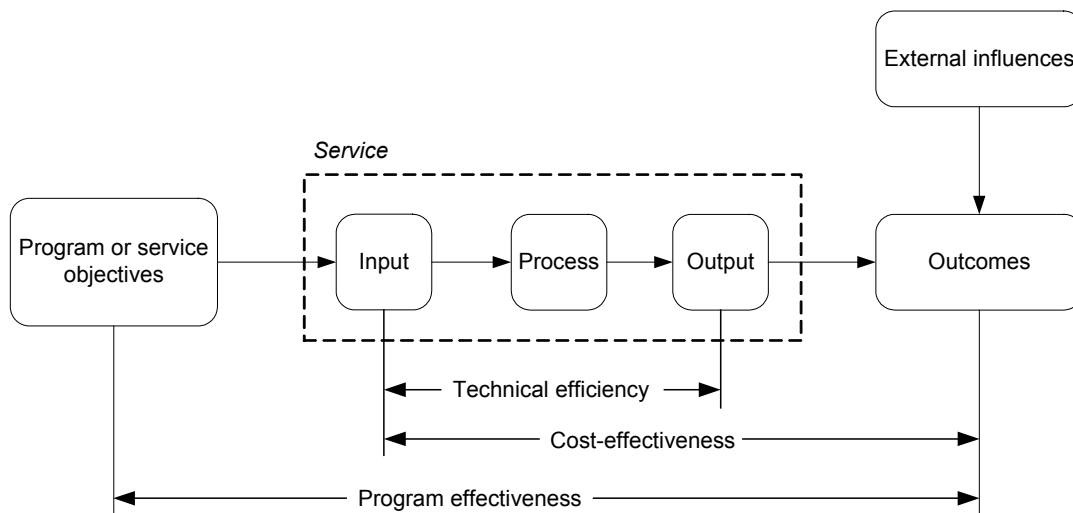 External influences
Service
Program or service
objectives
Input
Process
Output
Outcomes
Technical efficiency
Cost-effectiveness
Program effectiveness